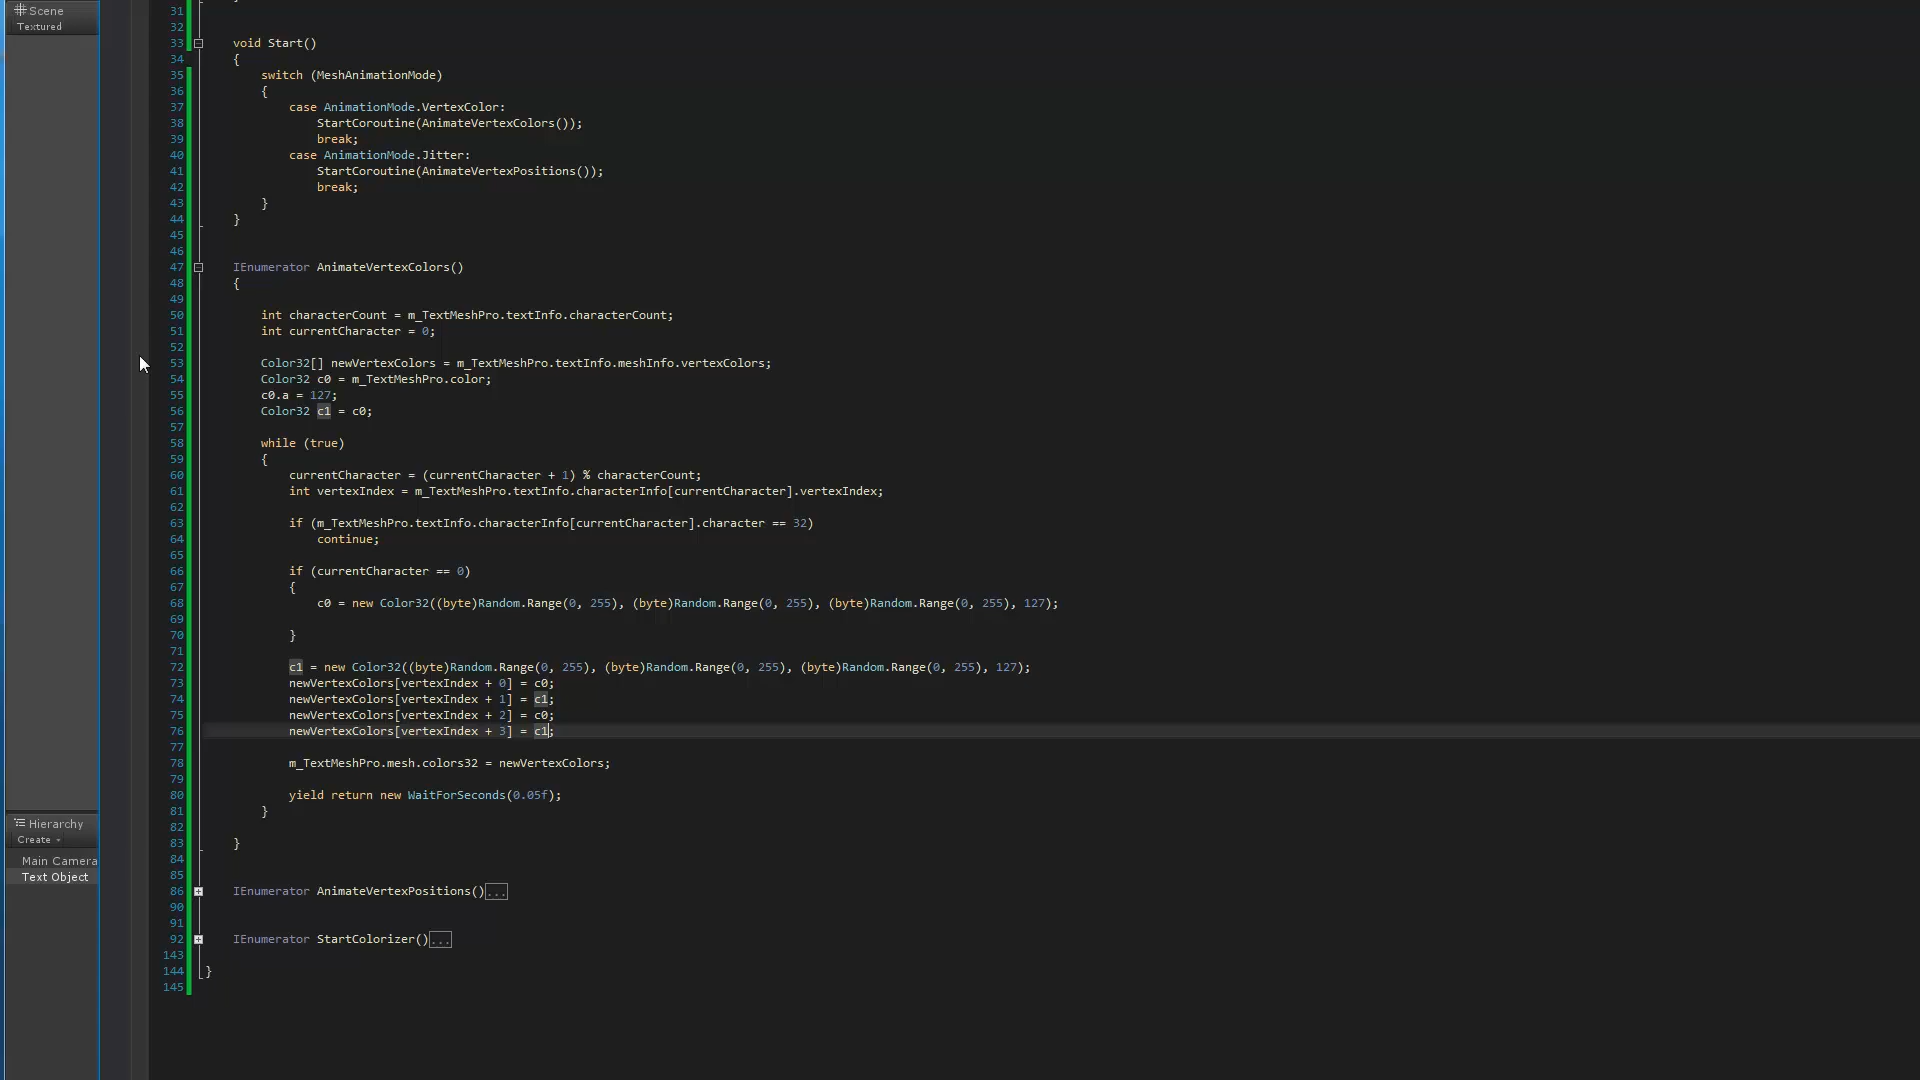 Scene
Textured
31
32
33 void Start()
34 {
35 switch (MeshAnimationMode)
36 {
37 case AnimationMode.VertexColor:
38 StartCoroutine(AnimateVertexColors());
39 break;
40 case AnimationMode.Jitter:
41 StartCoroutine(AnimateVertexPositions());
42 break;
43 }
44 }
45
46
47 IEnumerator AnimateVertexColors()
48 {
49
50 int characterCount = m_TextMeshPro.textInfo.characterCount;
51 int currentCharacter = 0;
52
53 Color32[] newVertexColors = m_TextMeshPro.textInfo.meshInfo.vertexColors;
54 Color32 c0 = m_TextMeshPro.color;
55 c0.a = 127;
56 Color32 c1 = c0;
57
58 while (true)
59 {
60 currentCharacter = (currentCharacter + 1) % characterCount;
61 int vertexIndex = m_TextMeshPro.textInfo.characterInfo[currentCharacter].vertexIndex;
62
63 if (m_TextMeshPro.textInfo.characterInfo[currentCharacter].character == 32)
64 continue;
65
66 if (currentCharacter == 0)
67 {
68 c0 = new Color32((byte)Random.Range(0, 255), (byte)Random.Range(0, 255), (byte)Random.Range(0, 255), 127);
69
70 }
71
72 c1 = new Color32((byte)Random.Range(0, 255), (byte)Random.Range(0, 255), (byte)Random.Range(0, 255), 127);
73 newVertexColors[vertexIndex + 0] = c0;
74 newVertexColors[vertexIndex + 1] = c1;
75 newVertexColors[vertexIndex + 2] = c0;
76 newVertexColors[vertexIndex + 3] = c1;
77
78 m_TextMeshPro.mesh.colors32 = newVertexColors;
79
80 yield return new WaitForSeconds(0.05f);
81 }
82
83 }
84
85
86 IEnumerator AnimateVertexPositions()...
90
91
92 IEnumerator StartColorizer()...
143
144 }
145
Hierarchy
Create
Main Camera
Text Object